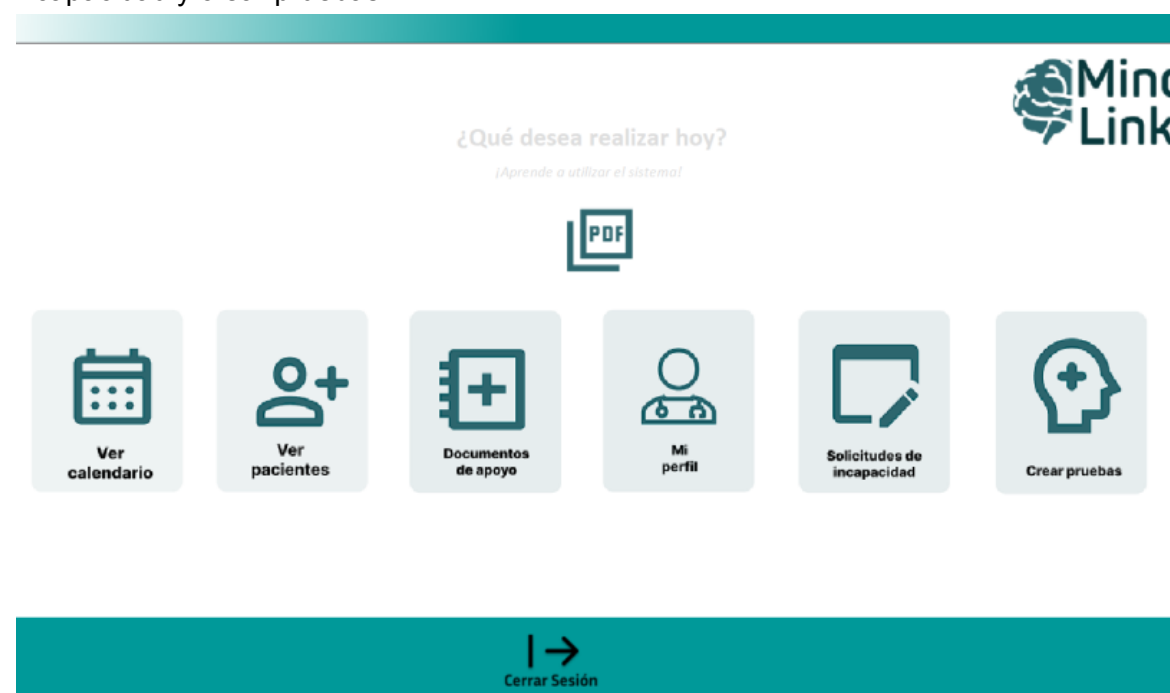 ¿Qué desea realizar hoy?
¡Aprende a utilizar el sistema!
Link
PDF
Ver
calendario
Ver
pacientes
Documentos
de apoyo
Mi
perfil
Solicitudes de
incapacidad
Crear pruebas
Cerrar Sesión